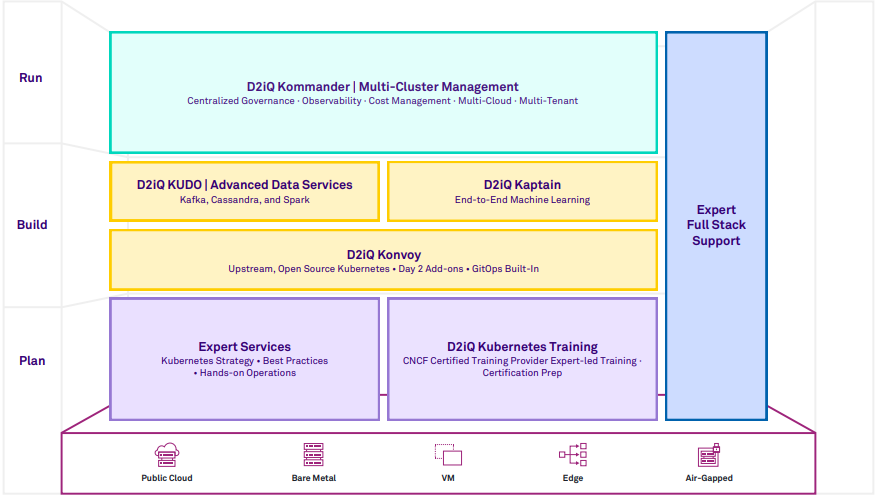 Run
D2iQ Kommander | Multi-Cluster Management
Centralized Governance · Observability · Cost Management · Multi-Cloud · Multi-Tenant
Build
D2iQ KUDO | Advanced Data Services
Kafka, Cassandra, and Spark
D2iQ Kaptain
End-to-End Machine Learning
D2iQ Konvoy
Upstream, Open Source Kubernetes • Day 2 Add-ons • GitOps Built-In
Expert
Full Stack
Support
Plan
Expert Services
Kubernetes Strategy • Best Practices
• Hands-on Operations
D2iQ Kubernetes Training
CNCF Certified Training Provider Expert-led Training ·
Certification Prep
Public Cloud
Bare Metal
VM
Edge
Air-Gapped